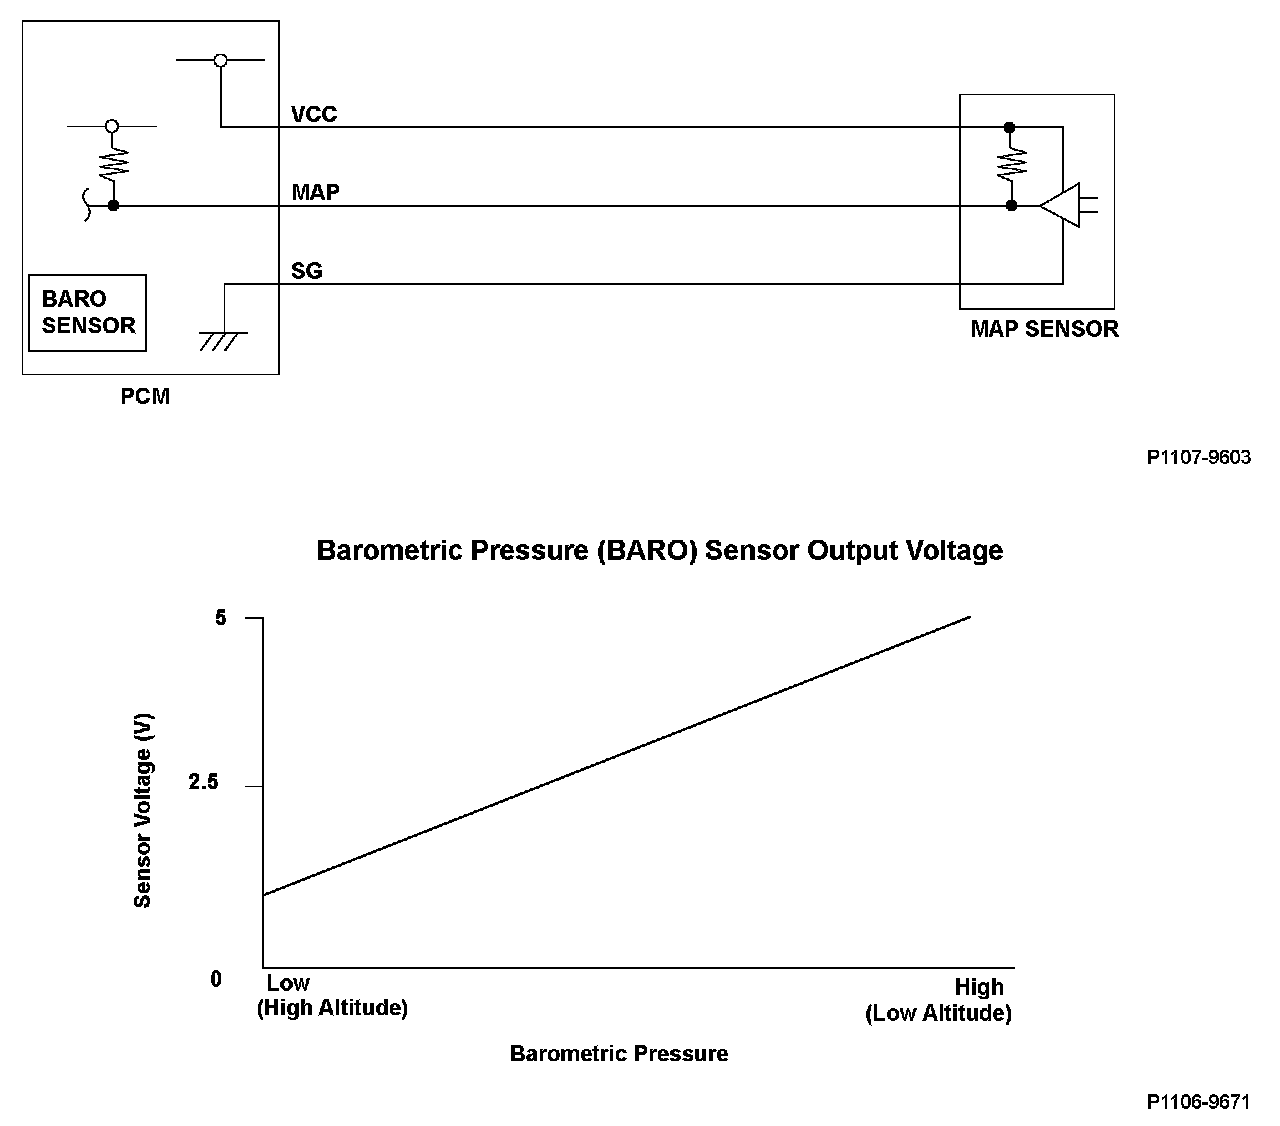 VCC
MAP
SG
BARO
SENSOR
PCM
MAP SENSOR
P1107-9603
Barometric Pressure (BARO) Sensor Output Voltage
5
2.5
0
Sensor Voltage (V)
Low
(High Altitude)
High
(Low Altitude)
Barometric Pressure
P1106-9671